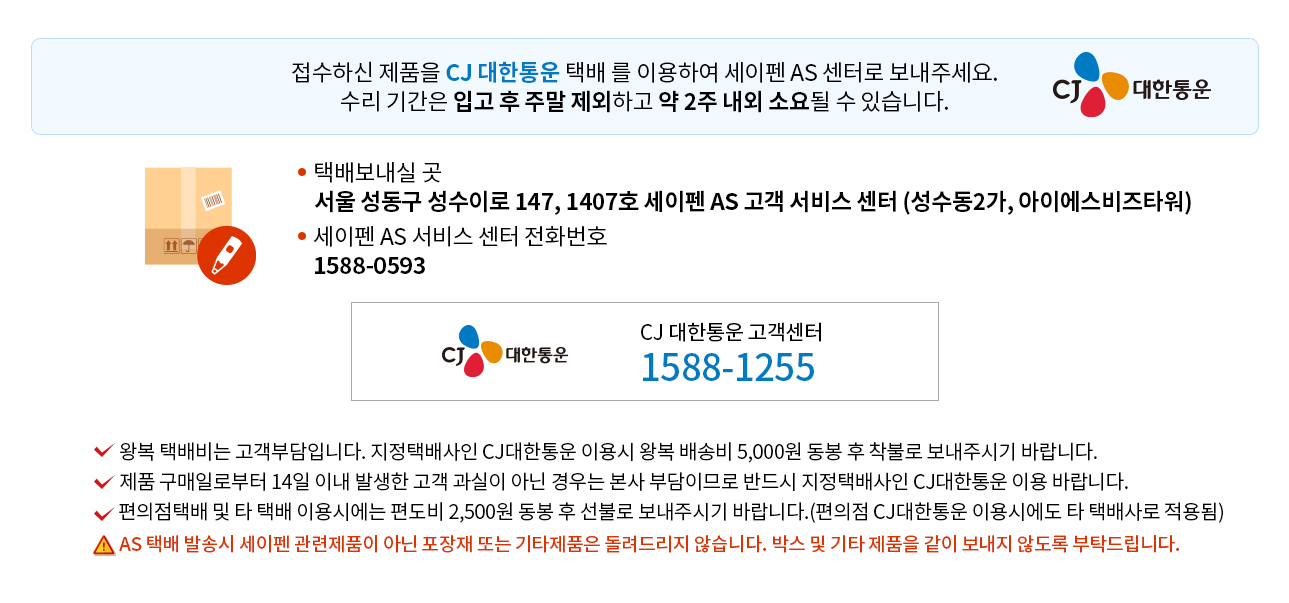 접수하신 제품을 CJ 대한통운 택배 를 이용하여 세이펜 AS 센터로 보내주세요.
수리 기간은 입고 후 주말 제외하고 약 2주 내외 소요될 수 있습니다.
CJ 대한통운
• 택배보내실 곳
서울 성동구 성수이로 147, 1407호 세이펜 AS 고객 서비스 센터 (성수동2가, 아이에스비즈타워)
• 세이펜 AS 서비스 센터 전화번호
1588-0593
CJ 대한통운
CJ 대한통운 고객센터
1588-1255
왕복 택배비는 고객부담입니다. 지정택배사인 CJ대한통운 이용시 왕복 배송비 5,000원 동봉 후 착불로 보내주시기 바랍니다.
제품 구매일로부터 14일 이내 발생한 고객 과실이 아닌 경우는 본사 부담이므로 반드시 지정택배사인 CJ대한통운 이용 바랍니다.
편의점택배 및 타 택배 이용시에는 편도비 2,500원 동봉 후 선불로 보내주시기 바랍니다.(편의점 CJ대한통운 이용시에도 타 택배사로 적용됨)
AS 택배 발송시 세이펜 관련제품이 아닌 포장재 또는 기타제품은 돌려드리지 않습니다. 박스 및 기타 제품을 같이 보내지 않도록 부탁드립니다.